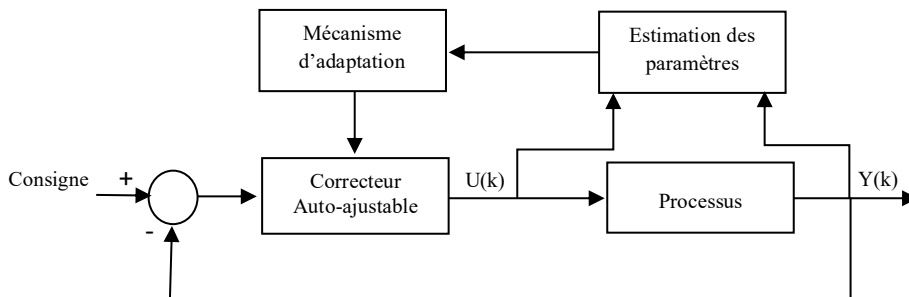 Mécanisme
d’adaptation
Estimation des
paramètres
Consigne
+
-
Correcteur
Auto-ajustable
U(k)
Processus
Y(k)